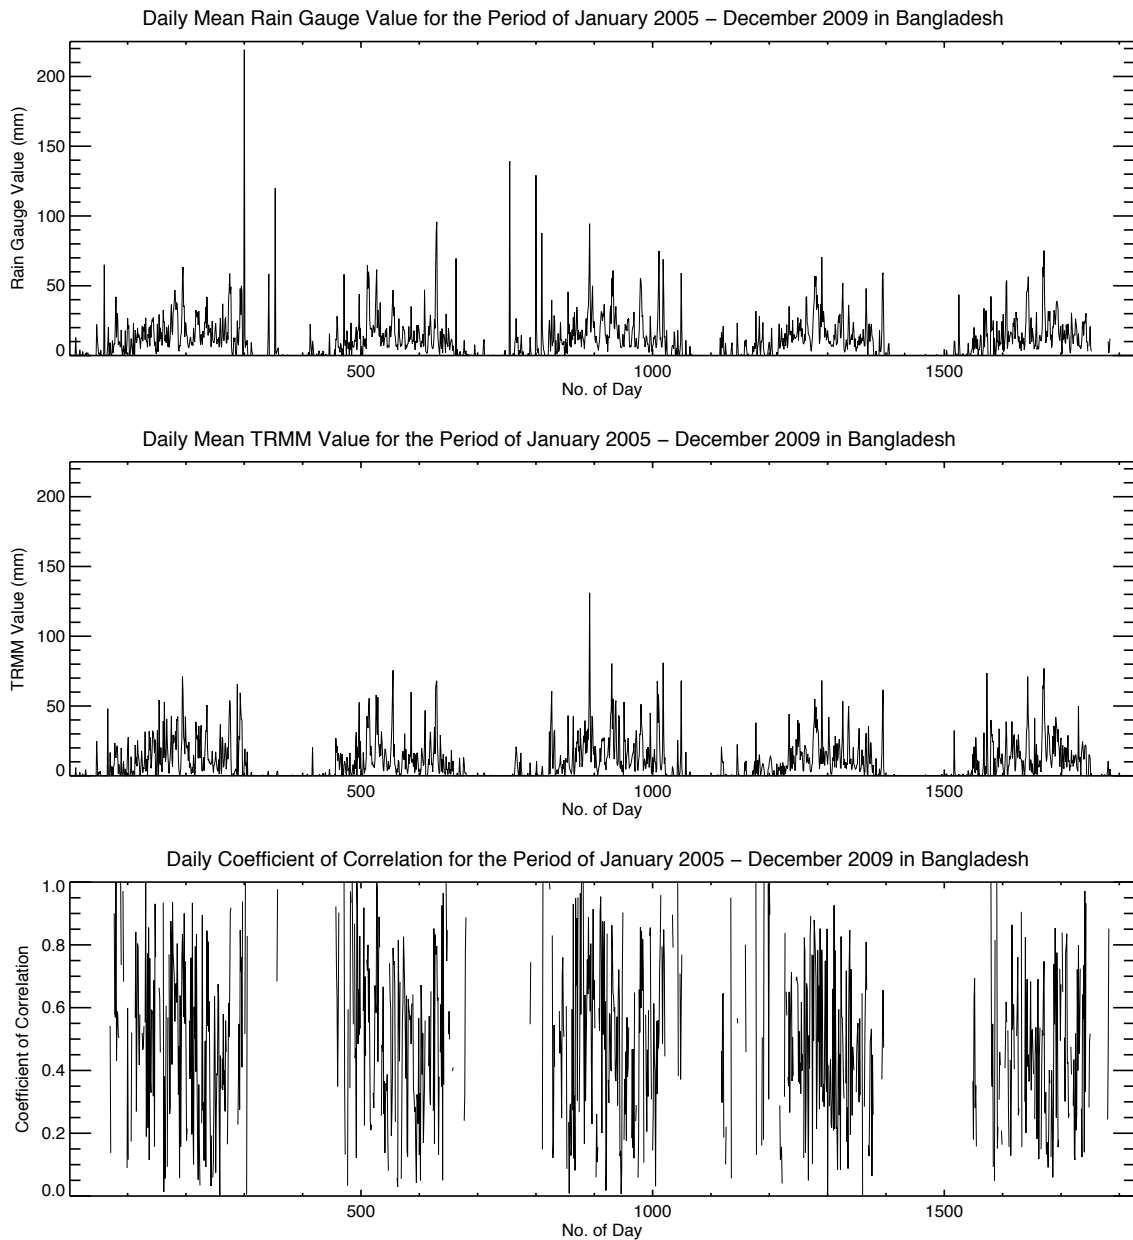 Daily Mean Rain Gauge Value for the Period of January 2005 – December 2009 in Bangladesh
Rain Gauge Value (mm)
200
150
100
50
0
500
1000
1500
No. of Day
Daily Mean TRMM Value for the Period of January 2005 – December 2009 in Bangladesh
TRMM Value (mm)
200
150
100
50
0
500
1000
1500
No. of Day
Daily Coefficient of Correlation for the Period of January 2005 – December 2009 in Bangladesh
Coefficient of Correlation
1.0
0.8
0.6
0.4
0.2
0.0
500
1000
1500
No. of Day